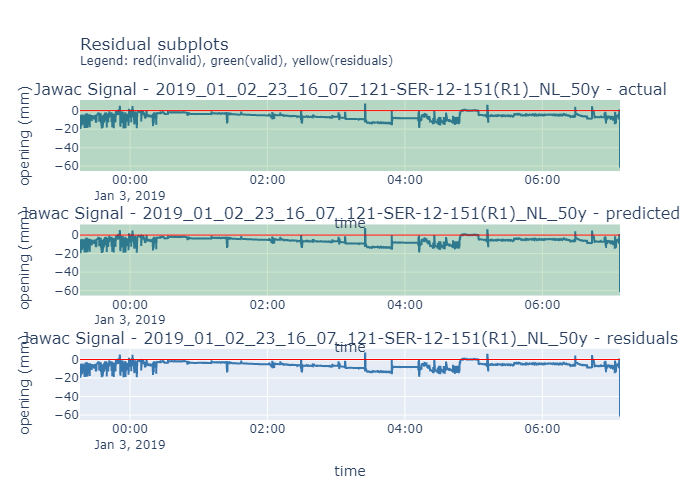 Residual subplots
Legend: red(invalid), green(valid), yellow(residuals)
Jawac Signal - 2019_01_02_23_16_07_121-SER-12-151(R1)_NL_50y - actual
opening (mm)
0
−20
−40
−60
00:00 02:00 04:00 06:00
Jan 3, 2019
time
Jawac Signal - 2019_01_02_23_16_07_121-SER-12-151(R1)_NL_50y - predicted
opening (mm)
0
−20
−40
−60
00:00 02:00 04:00 06:00
Jan 3, 2019
time
Jawac Signal - 2019_01_02_23_16_07_121-SER-12-151(R1)_NL_50y - residuals
opening (mm)
0
−20
−40
−60
00:00 02:00 04:00 06:00
Jan 3, 2019
time